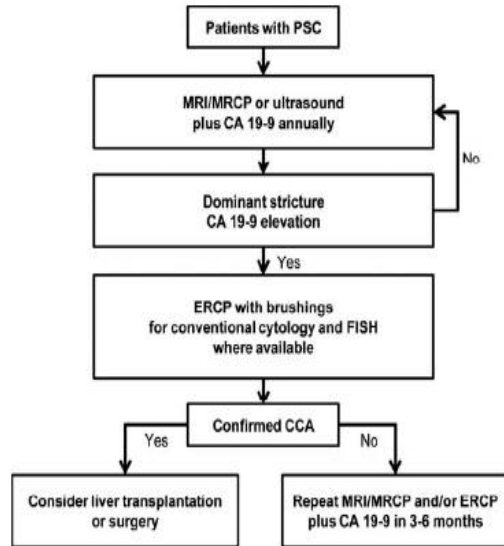 Patients with PSC
MRI/MRCP or ultrasound
plus CA 19-9 annually
No
Dominant stricture
CA 19-9 elevation
Yes
ERCP with brushings
for conventional cytology and FISH
where available
Confirmed CCA
Yes
No
Consider liver transplantation
or surgery
Repeat MRI/MRCP and/or ERCP
plus CA 19-9 in 3-6 months